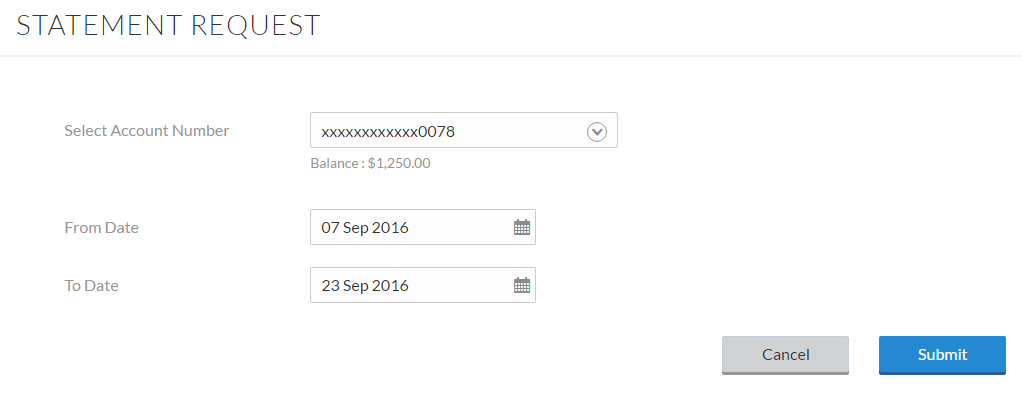 STATEMENT REQUEST
Select Account Number
xxxxxxxxxxxx0078
Balance : $1,250.00
From Date
07 Sep 2016
To Date
23 Sep 2016
Cancel
Submit